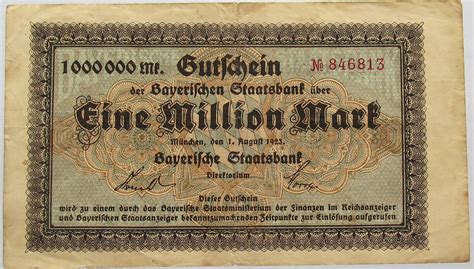 1000000 Mk. Gutschein № 846813
der Bayerischen Staatsbank über
Eine Million Mark
München, den 1. August 1923.
Bayerische Staatsbank
Direktorium
Dieser Gutschein
wird zu einem durch das Bayerische Staatsministerium der Finanzen im Reichsanzeiger
und Bayerischen Staatsanzeiger bekanntzumachenden Zeitpunkte zur Einlösung aufgerufen